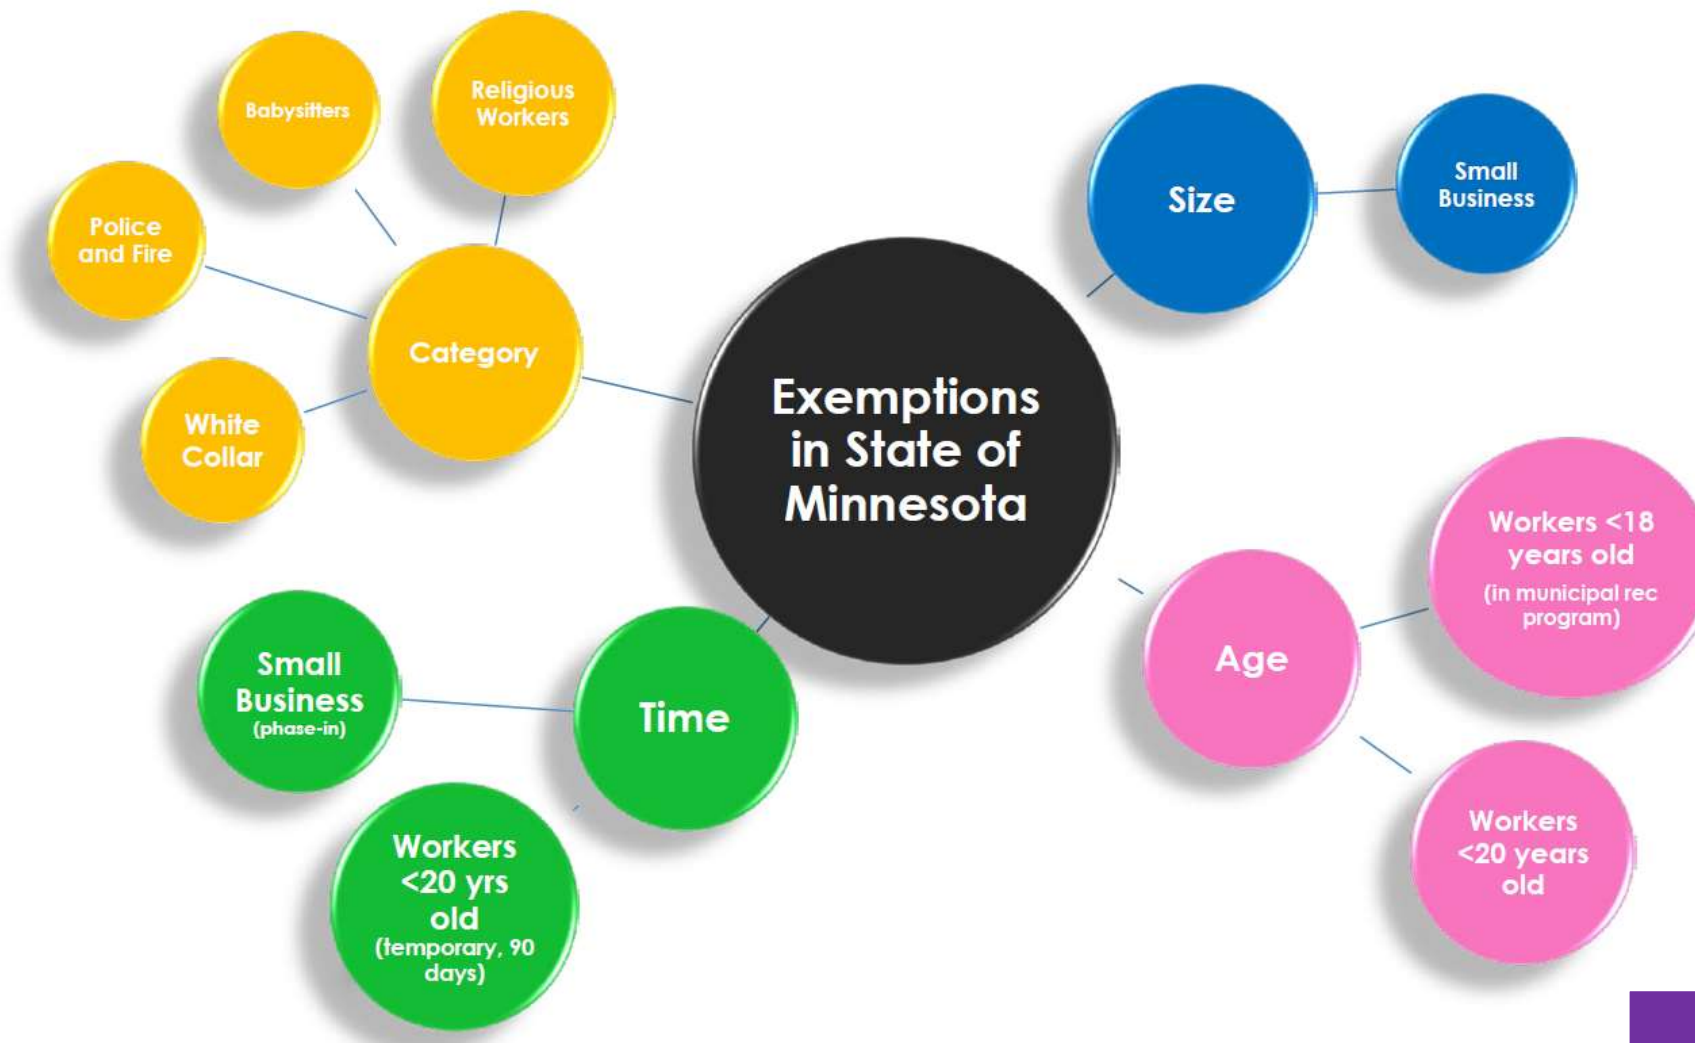 Babysitters
Religious
Workers
Police
and Fire
Category
White
Collar
Exemptions
in State of
Minnesota
Size
Small
Business
Small
Business
(phase-in)
Time
Workers
<20 yrs
old
(temporary, 90
days)
Age
Workers <18
years old
(in municipal rec
program)
Workers
<20 years
old